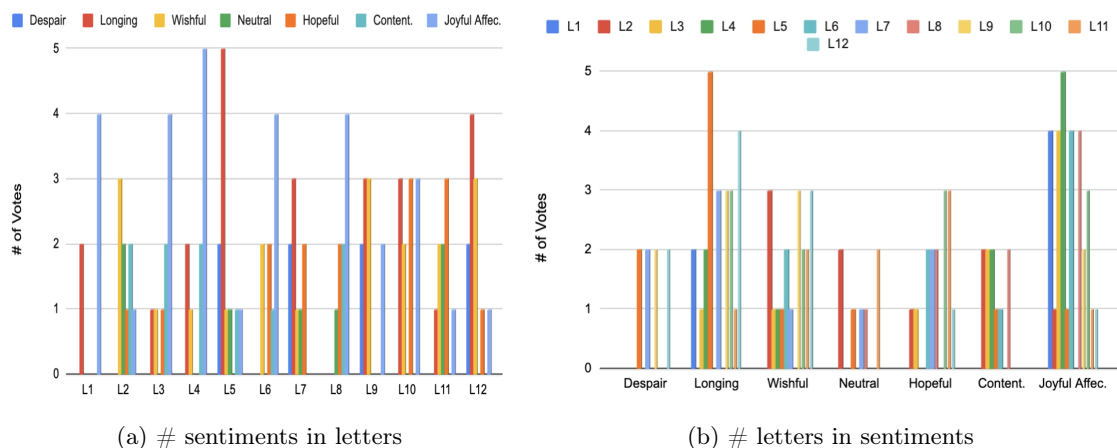 Despair Longing Wishful Neutral Hopeful Content. Joyful Affec.
# of Votes
5
4
3
2
1
0
L1 L2 L3 L4 L5 L6 L7 L8 L9 L10 L11 L12
(a) # sentiments in letters
L1 L2 L3 L4 L5 L6 L7 L8 L9 L10 L11
L12
# of Votes
5
4
3
2
1
0
Despair Longing Wishful Neutral Hopeful Content. Joyful Affec.
(b) # letters in sentiments